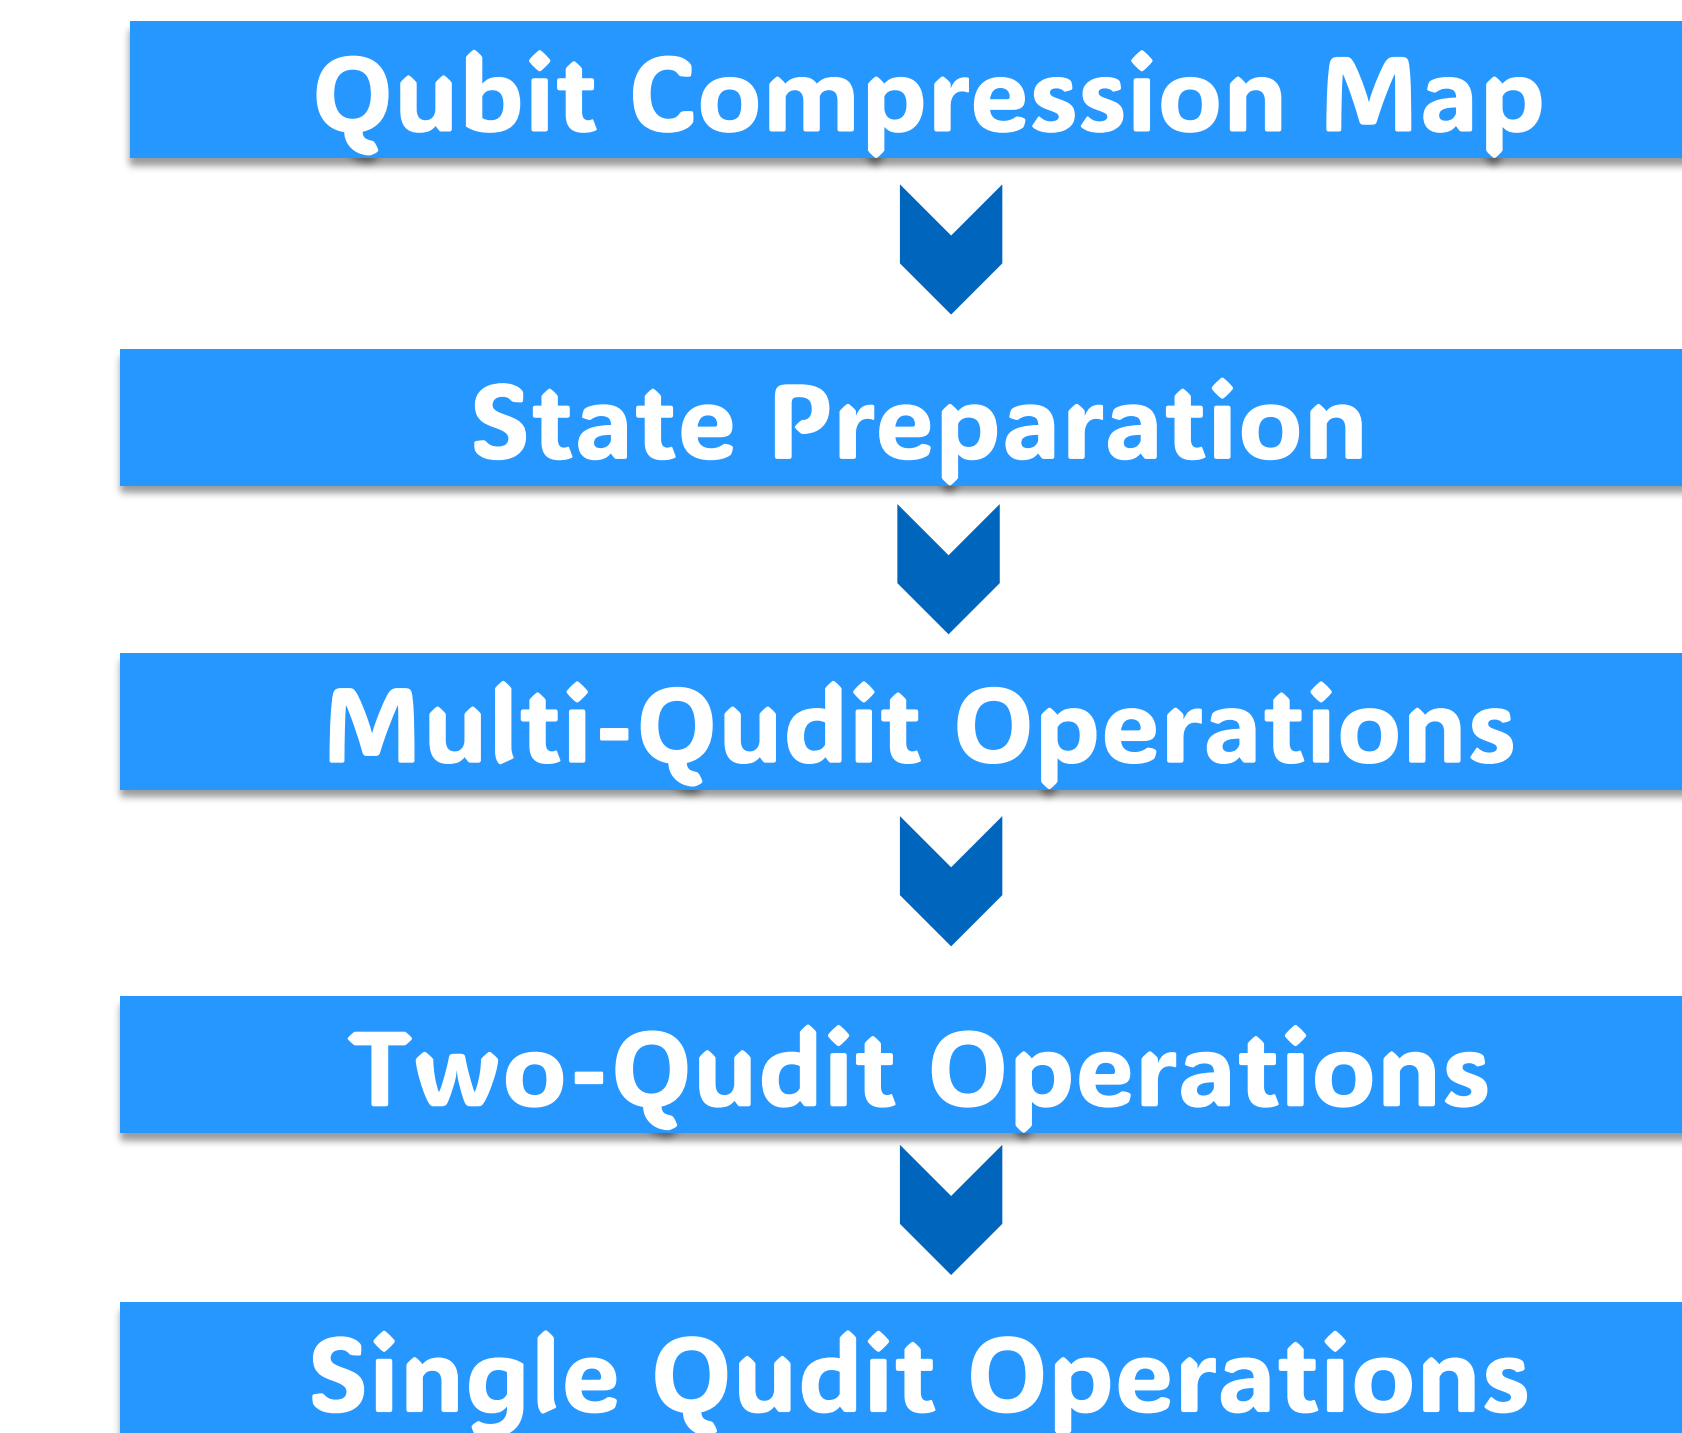 Qubit Compression Map
State Preparation
Multi-Qudit Operations
Two-Qudit Operations
Single Qudit Operations